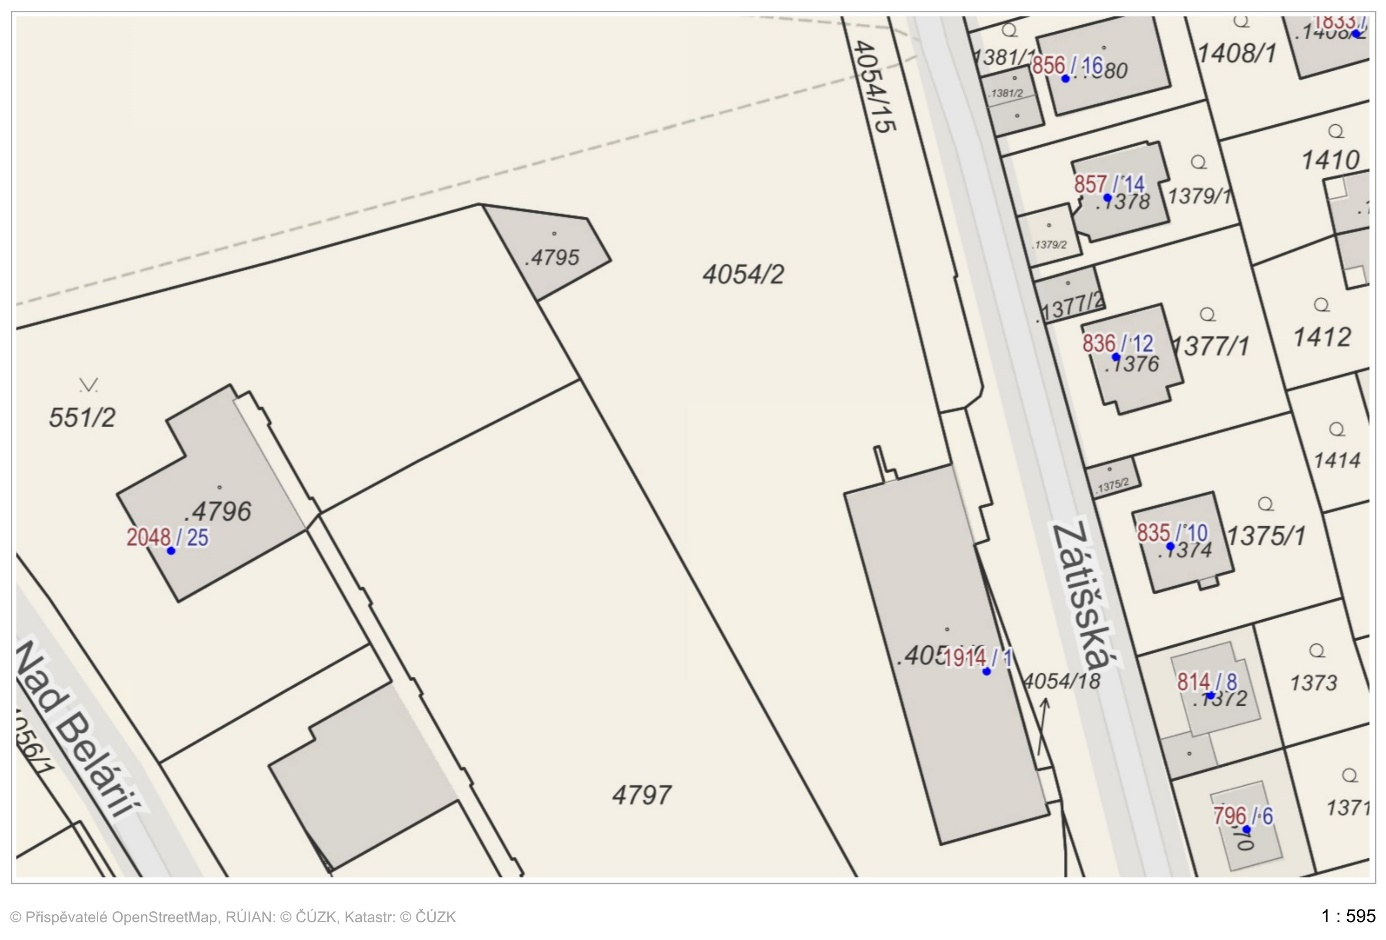 1833/
1381/1
856 / 16
1408/1
.1381/2
4054/15
1410
857 / 14
.1378
1379/1
.1379/2
.4795
4054/2
.1377/2
836 / 12
.1376
1377/1
1412
551/2
1414
.1375/2
.4796
2048 / 25
835 / 10
.1374
1375/1
Zátišská
1914 / 1
4054/18
814 / 8
.1372
1373
Nad Belárií
4797
796 / 6
1371
© Přispěvatelé OpenStreetMap, RÚIAN: © ČÚZK, Katastr: © ČÚZK
1 : 595